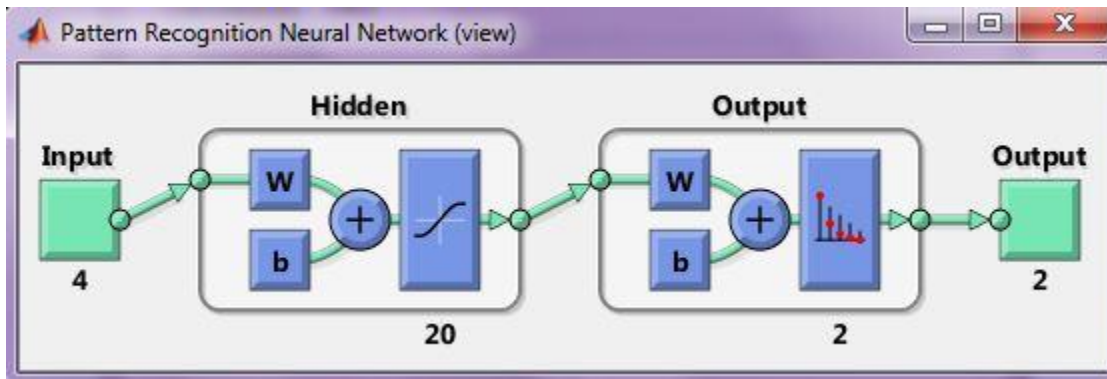 Pattern Recognition Neural Network (view)
Hidden
Output
Input
Output
W
W
+
+
b
b
4
2
20
2